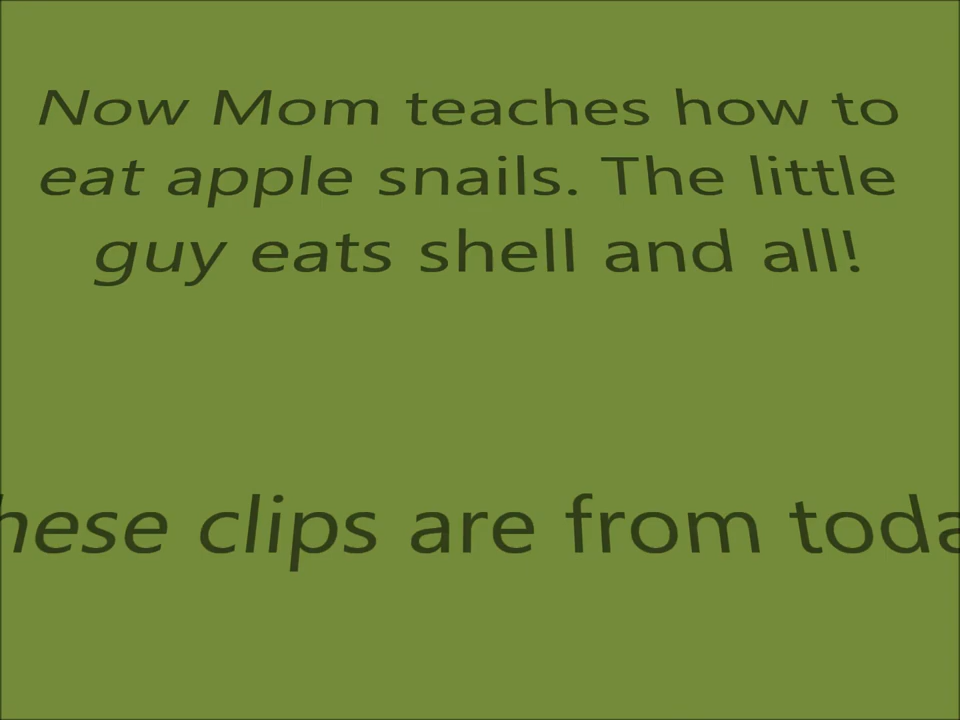 Now Mom teaches how to
eat apple snails. The little
guy eats shell and all!
hese clips are from toda